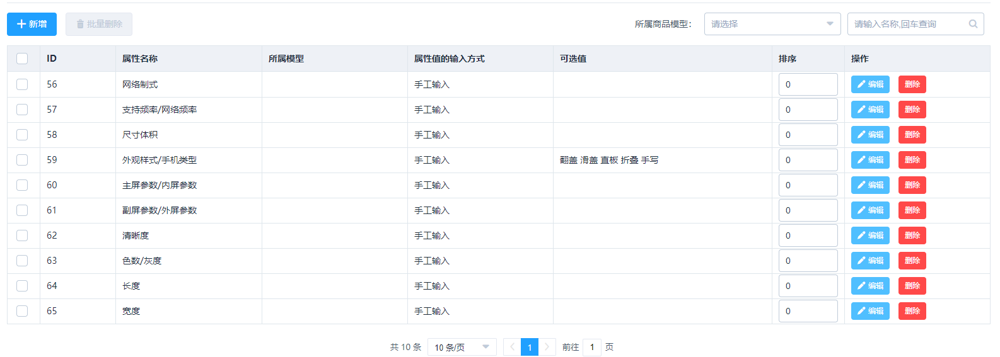 新增 批量删除 所属商品模型： 请选择 请输入名称,回车查询
ID 属性名称 所属模型 属性值的输入方式 可选值 排序 操作
56 网络制式 手工输入 0 编辑 删除
57 支持频率/网络频率 手工输入 0 编辑 删除
58 尺寸体积 手工输入 0 编辑 删除
59 外观样式/手机类型 手工输入 翻盖 滑盖 直板 折叠 手写 0 编辑 删除
60 主屏参数/内屏参数 手工输入 0 编辑 删除
61 副屏参数/外屏参数 手工输入 0 编辑 删除
62 清晰度 手工输入 0 编辑 删除
63 色数/灰度 手工输入 0 编辑 删除
64 长度 手工输入 0 编辑 删除
65 宽度 手工输入 0 编辑 删除
共 10 条 10 条/页 1 前往 1 页